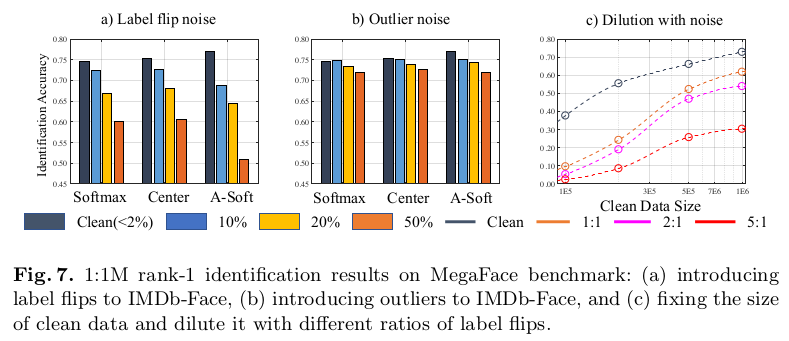 a) Label flip noise
b) Outlier noise
c) Dilution with noise
Identification Accuracy
0.80
0.75
0.70
0.65
0.60
0.55
0.50
0.45
Softmax Center A-Soft
0.80
0.75
0.70
0.65
0.60
0.55
0.50
0.45
Softmax Center A-Soft
0.80
0.70
0.60
0.50
0.40
0.30
0.20
0.10
0.00
1E5 3E5 5E5 7E5 1E6
Clean Data Size
Clean(<2%) 10% 20% 50% Clean 1:1 2:1 5:1
Fig. 7. 1:1M rank-1 identification results on MegaFace benchmark: (a) introducing
label flips to IMDb-Face, (b) introducing outliers to IMDb-Face, and (c) fixing the size
of clean data and dilute it with different ratios of label flips.